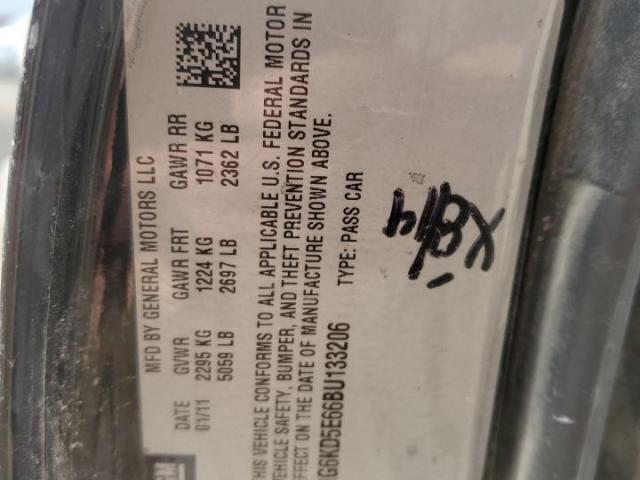 MFD BY GENERAL MOTORS LLC
DATE GVWR GAWR FRT GAWR RR
01/11 2295 KG 1224 KG 1071 KG
5059 LB 2697 LB 2362 LB
GM
THIS VEHICLE CONFORMS TO ALL APPLICABLE U.S. FEDERAL MOTOR
VEHICLE SAFETY, BUMPER, AND THEFT PREVENTION STANDARDS IN
EFFECT ON THE DATE OF MANUFACTURE SHOWN ABOVE.
G6KD5E66BU133206 TYPE: PASS CAR